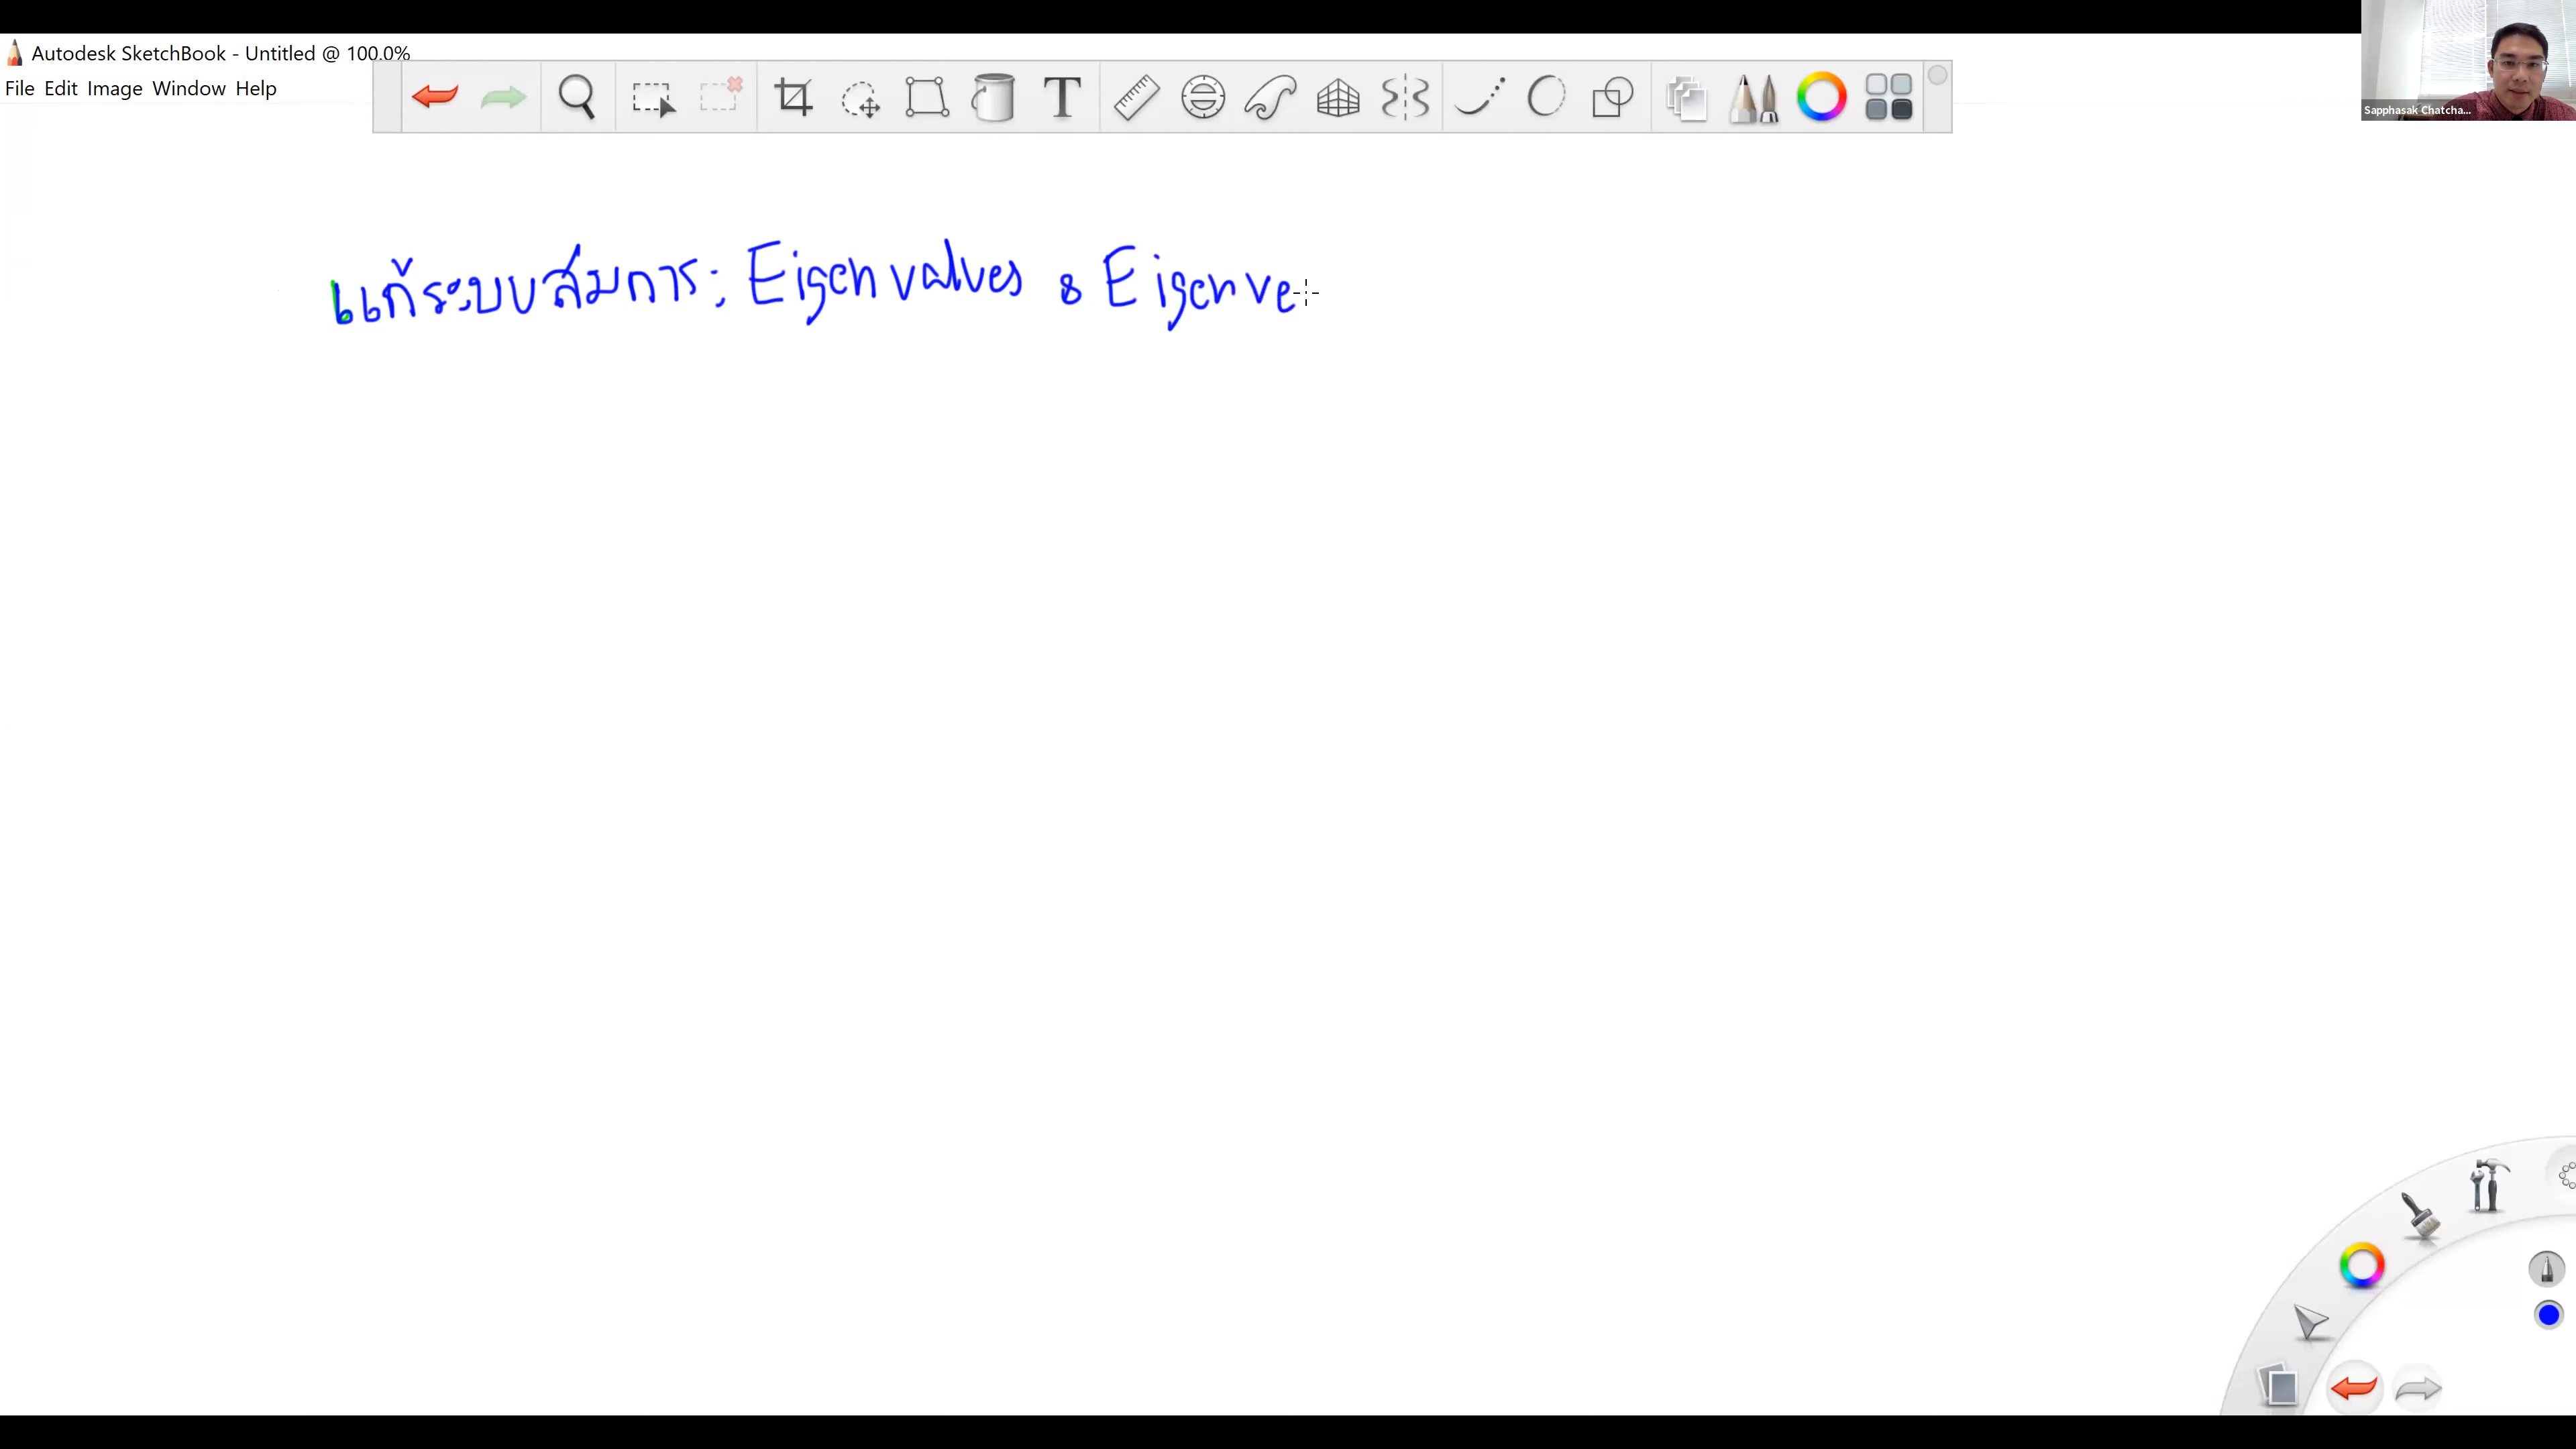 Autodesk SketchBook - Untitled @ 100.0%
File Edit Image Window Help
Sapphasak Chatcha...
แก้ระบบสมการ: Eigenvalues & Eigenve